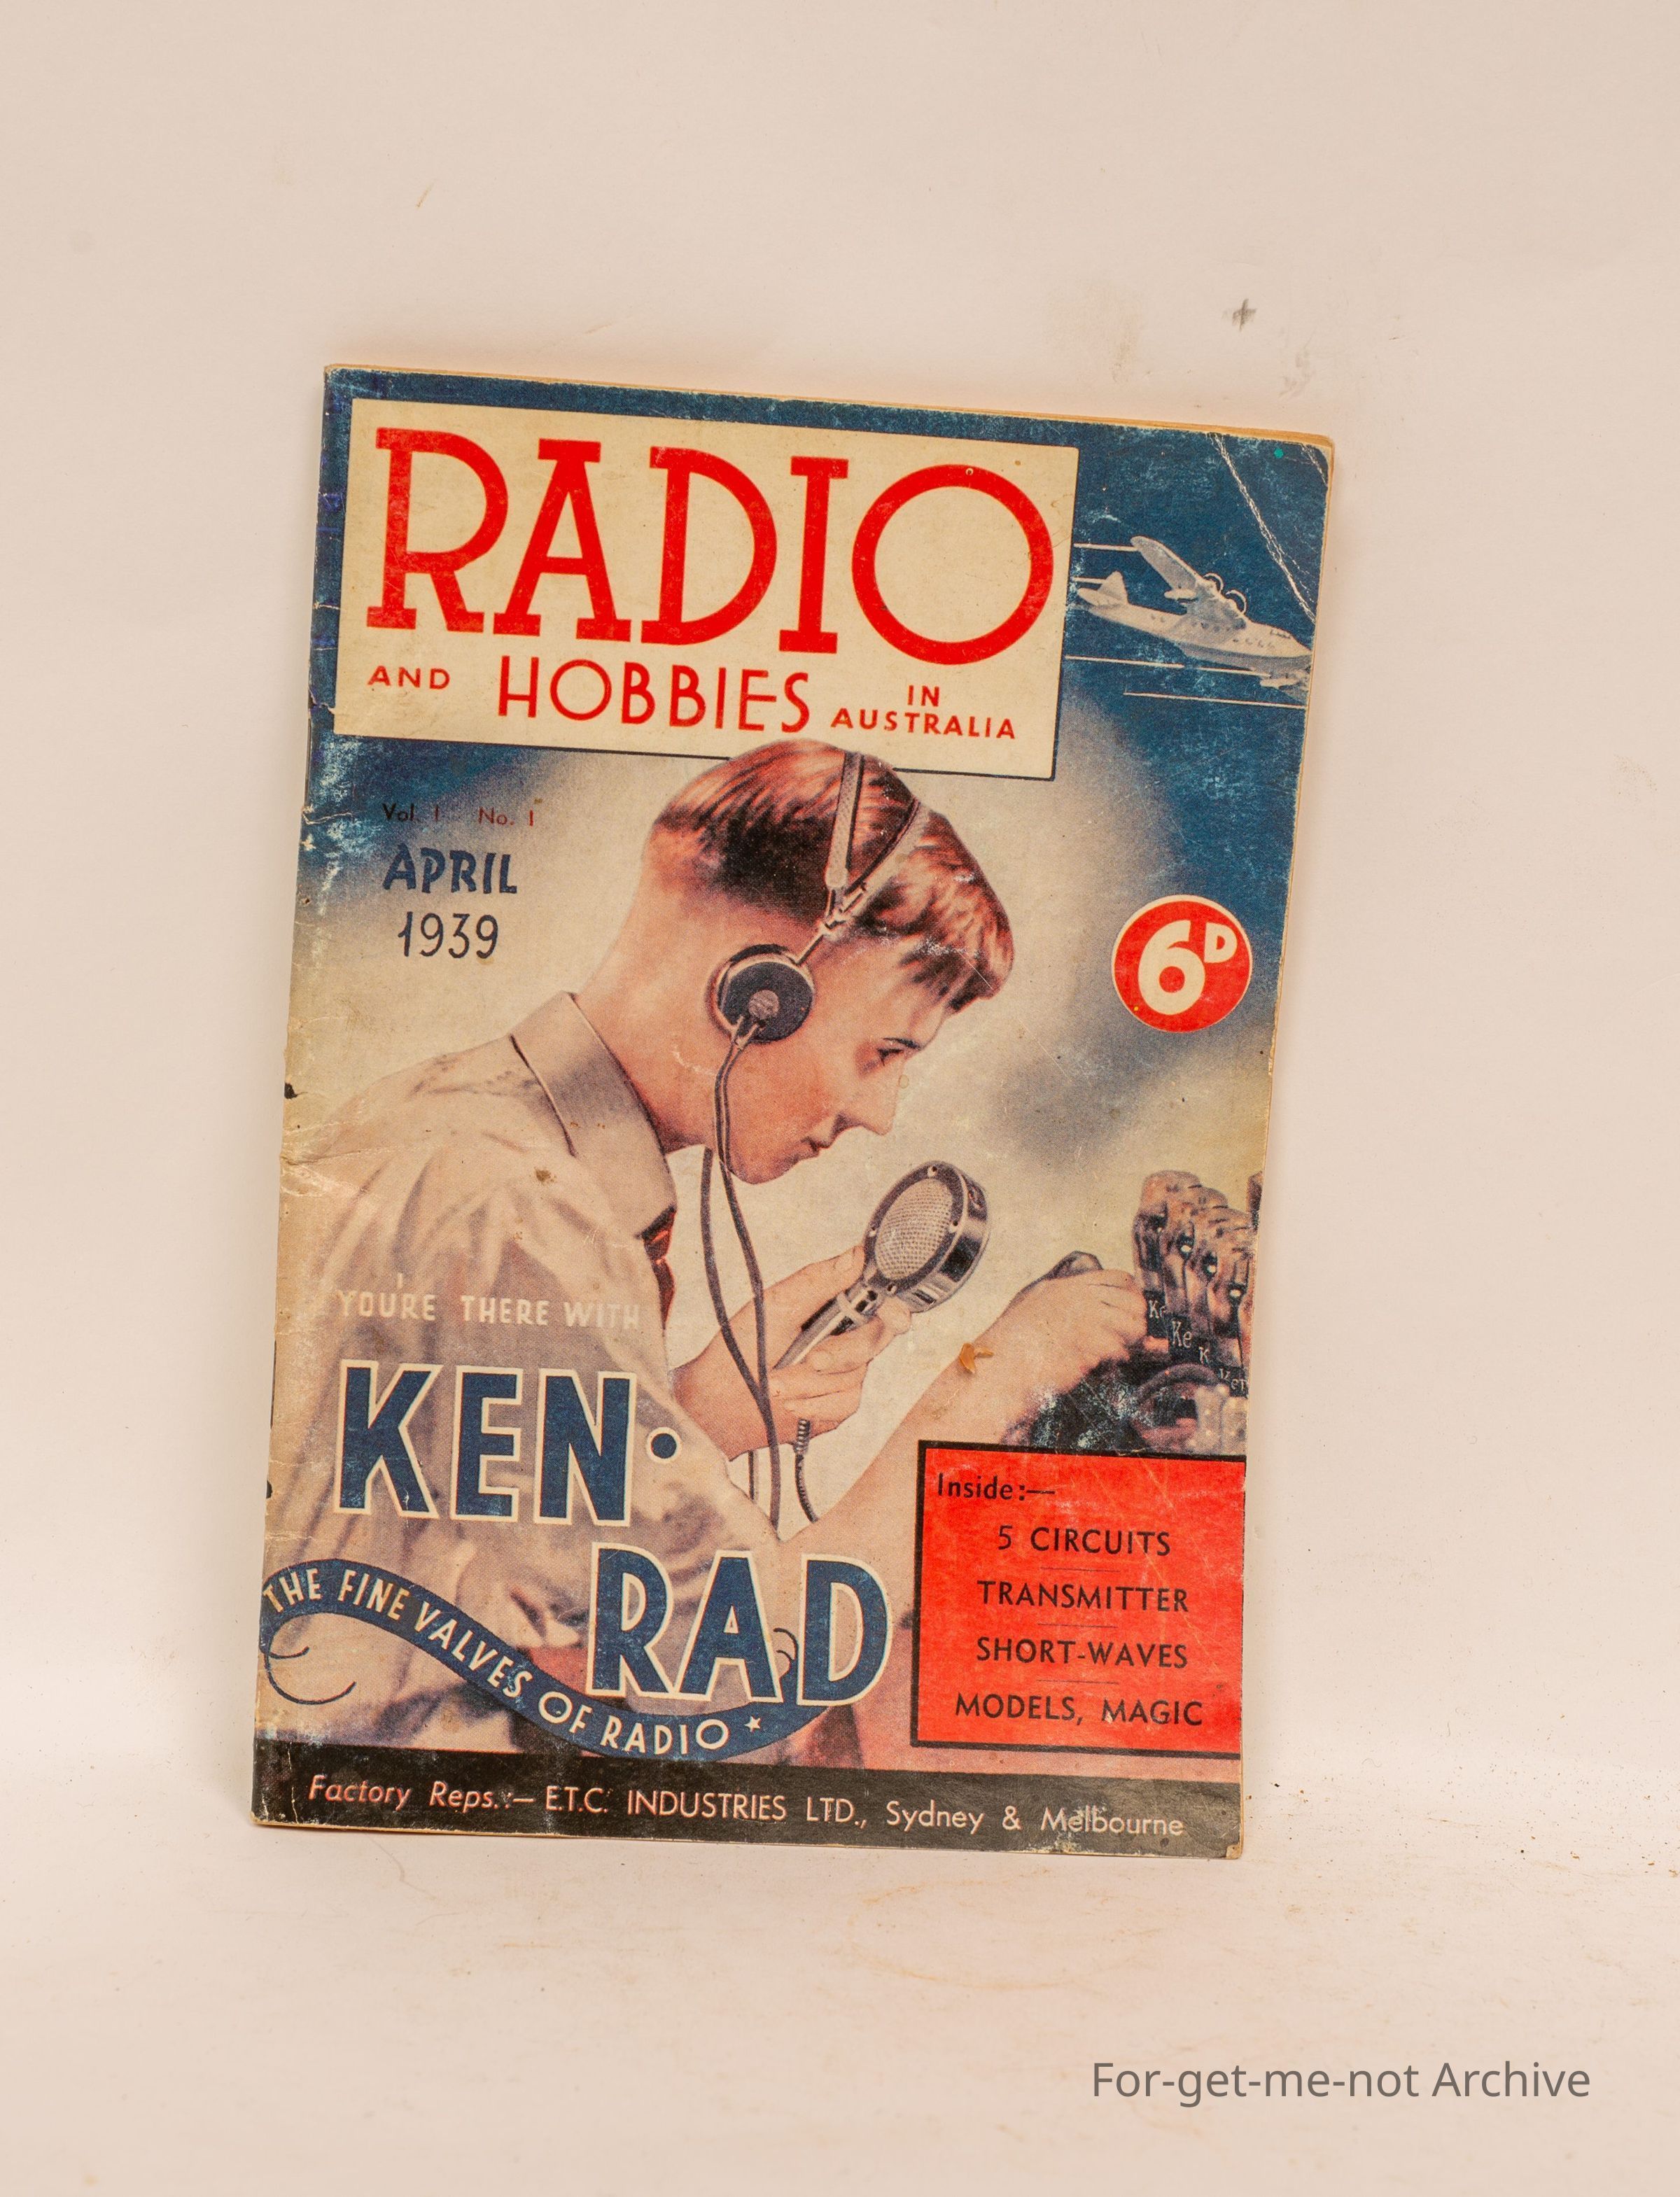 RADIO
AND HOBBIES IN AUSTRALIA
Vol. 1 No. 1
APRIL
1939
6D
YOU'RE THERE WITH
KEN-
RAD
THE FINE VALVES OF RADIO
Inside:—
5 CIRCUITS
TRANSMITTER
SHORT-WAVES
MODELS, MAGIC
Factory Reps.:— E.T.C. INDUSTRIES LTD., Sydney & Melbourne
For-get-me-not Archive